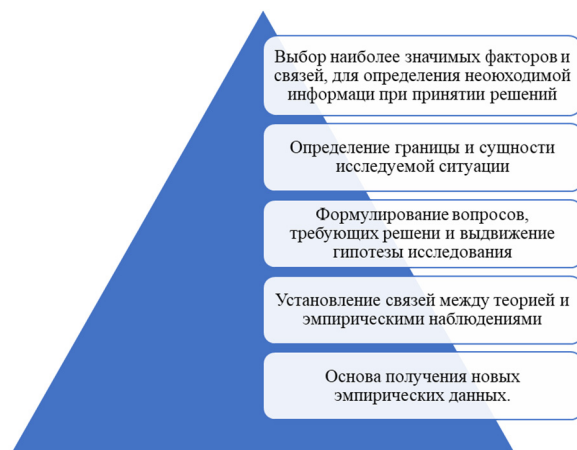 Выбор наиболее значимых факторов и
связей, для определения неоюходимой
информаци при принятии решений
Определение границы и сущности
исследуемой ситуации
Формулирование вопросов,
требующих решени и выдвижение
гипотезы исследования
Установление связей между теорией и
эмпирическими наблюдениями
Основа получения новых
эмпирических данных.